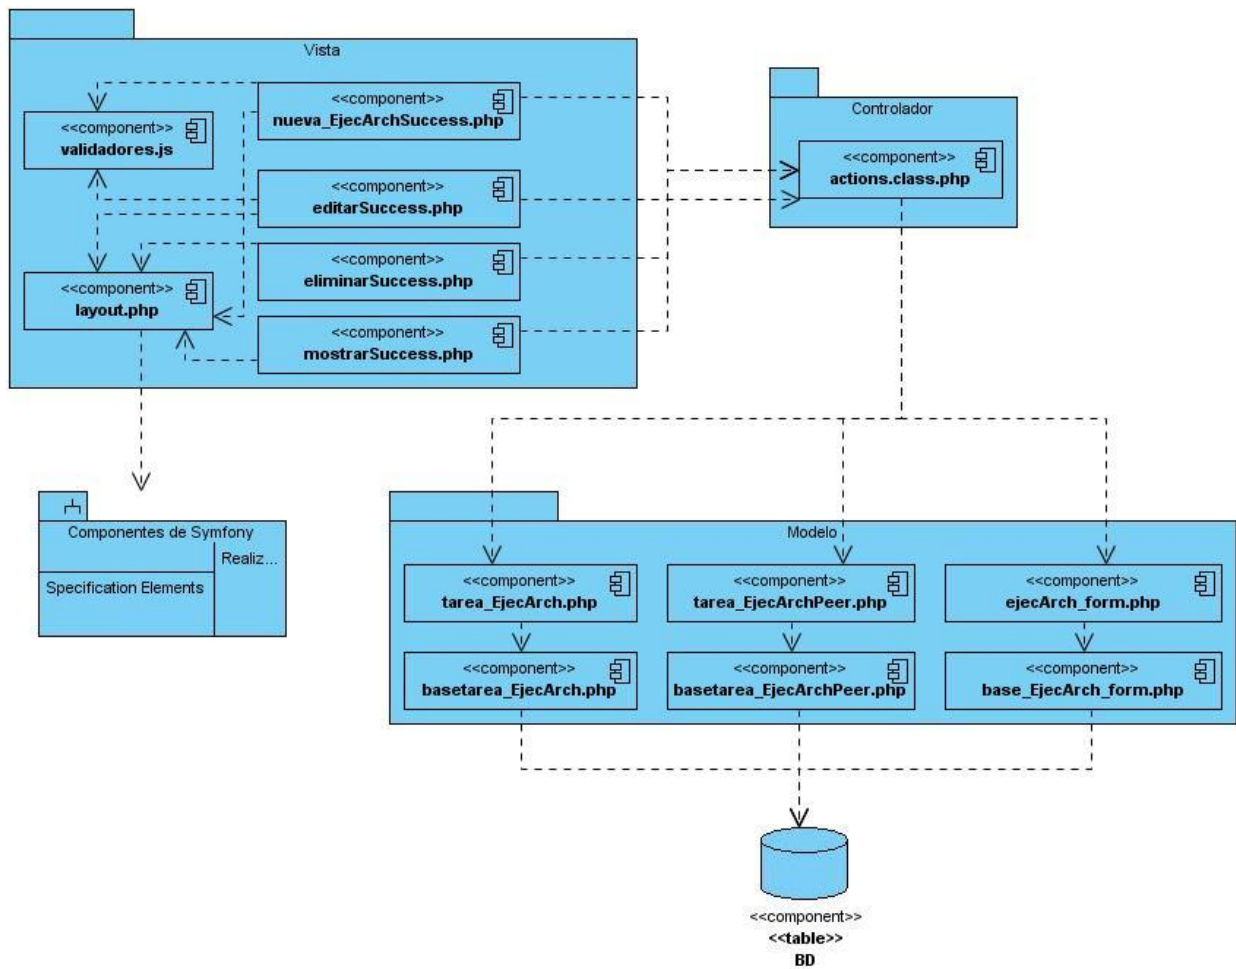 Vista
<<component>>
nueva_EjecArchSuccess.php
<<component>>
validadores.js
<<component>>
editarSuccess.php
<<component>>
eliminarSuccess.php
<<component>>
layout.php
<<component>>
mostrarSuccess.php
Controlador
<<component>>
actions.class.php
Componentes de Symfony
Realiz...
Specification Elements
Modelo
<<component>>
tarea_EjecArch.php
<<component>>
tarea_EjecArchPeer.php
<<component>>
ejecArch_form.php
<<component>>
basetarea_EjecArch.php
<<component>>
basetarea_EjecArchPeer.php
<<component>>
base_EjecArch_form.php
<<component>>
<<table>>
BD